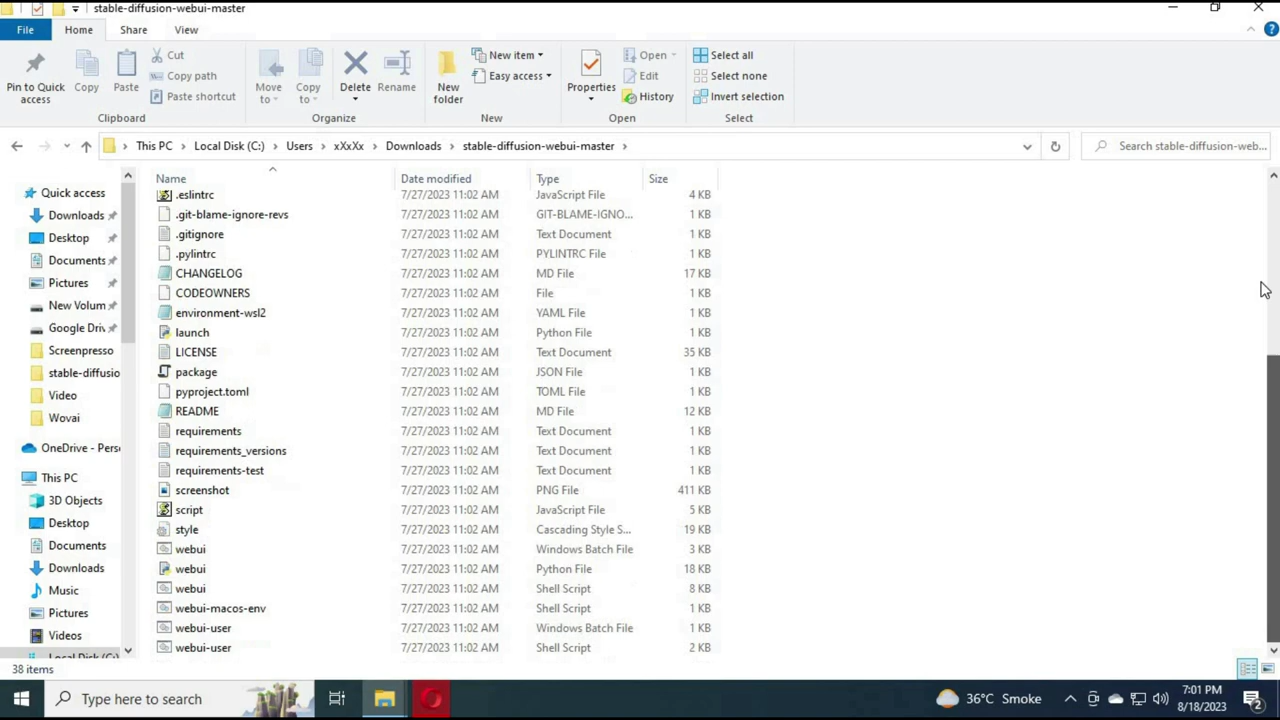 stable-diffusion-webui-master
File Home Share View
Pin to Quick access
Copy
Paste
Cut
Copy path
Paste shortcut
Clipboard
Move to
Copy to
Delete
Rename
Organize
New folder
New item
Easy access
New
Properties
Open
Edit
History
Open
Select all
Select none
Invert selection
Select
This PC Local Disk (C:) Users xXxXx Downloads stable-diffusion-webui-master
Search stable-diffusion-web...
Quick access
Downloads
Desktop
Documents
Pictures
New Volum
Google Driv
Screenpresso
stable-diffusio
Video
Wovai
OneDrive - Pers
This PC
3D Objects
Desktop
Documents
Downloads
Music
Pictures
Videos
Local Disk (C:)
Name Date modified Type Size
.eslintrc 7/27/2023 11:02 AM JavaScript File 4 KB
.git-blame-ignore-revs 7/27/2023 11:02 AM GIT-BLAME-IGNO... 1 KB
.gitignore 7/27/2023 11:02 AM Text Document 1 KB
.pylintrc 7/27/2023 11:02 AM PYLINTRC File 1 KB
CHANGELOG 7/27/2023 11:02 AM MD File 17 KB
CODEOWNERS 7/27/2023 11:02 AM File 1 KB
environment-wsl2 7/27/2023 11:02 AM YAML File 1 KB
launch 7/27/2023 11:02 AM Python File 1 KB
LICENSE 7/27/2023 11:02 AM Text Document 35 KB
package 7/27/2023 11:02 AM JSON File 1 KB
pyproject.toml 7/27/2023 11:02 AM TOML File 1 KB
README 7/27/2023 11:02 AM MD File 12 KB
requirements 7/27/2023 11:02 AM Text Document 1 KB
requirements_versions 7/27/2023 11:02 AM Text Document 1 KB
requirements-test 7/27/2023 11:02 AM Text Document 1 KB
screenshot 7/27/2023 11:02 AM PNG File 411 KB
script 7/27/2023 11:02 AM JavaScript File 5 KB
style 7/27/2023 11:02 AM Cascading Style S... 19 KB
webui 7/27/2023 11:02 AM Windows Batch File 3 KB
webui 7/27/2023 11:02 AM Python File 18 KB
webui 7/27/2023 11:02 AM Shell Script 8 KB
webui-macos-env 7/27/2023 11:02 AM Shell Script 1 KB
webui-user 7/27/2023 11:02 AM Windows Batch File 1 KB
webui-user 7/27/2023 11:02 AM Shell Script 2 KB
38 items
Type here to search
36°C Smoke
7:01 PM
8/18/2023
2